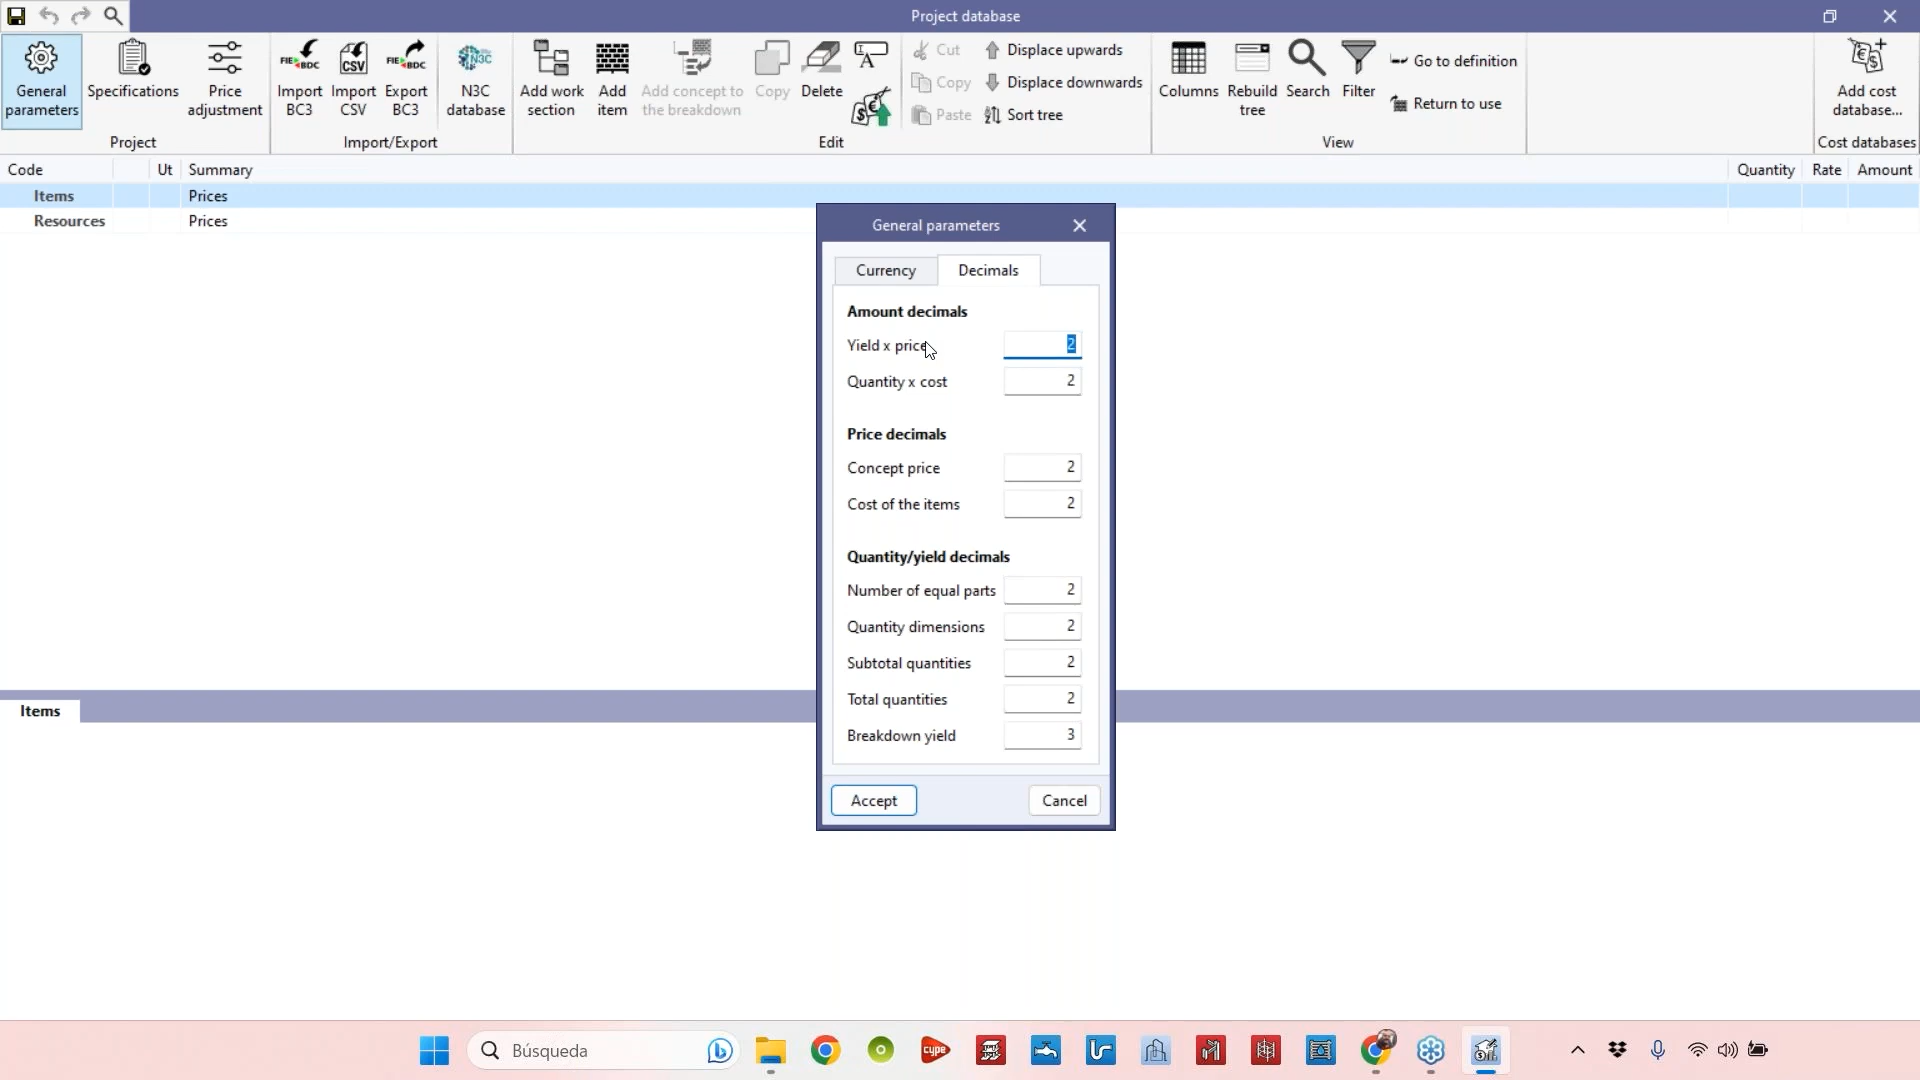 Project database
General parameters
Specifications
Price adjustment
Import BC3
Import CSV
Export BC3
N3C database
Add work section
Add item
Add concept to the breakdown
Copy
Delete
Cut
Copy
Paste
Displace upwards
Displace downwards
Sort tree
Columns
Rebuild tree
Search
Filter
Go to definition
Return to use
Add cost database...
Project
Import/Export
Edit
View
Cost databases
Code Ut Summary Quantity Rate Amount
Items Prices
Resources Prices
General parameters
Currency Decimals
Amount decimals
Yield x price 2
Quantity x cost 2
Price decimals
Concept price 2
Cost of the items 2
Quantity/yield decimals
Number of equal parts 2
Quantity dimensions 2
Subtotal quantities 2
Total quantities 2
Breakdown yield 3
Accept Cancel
Items
Búsqueda
cype